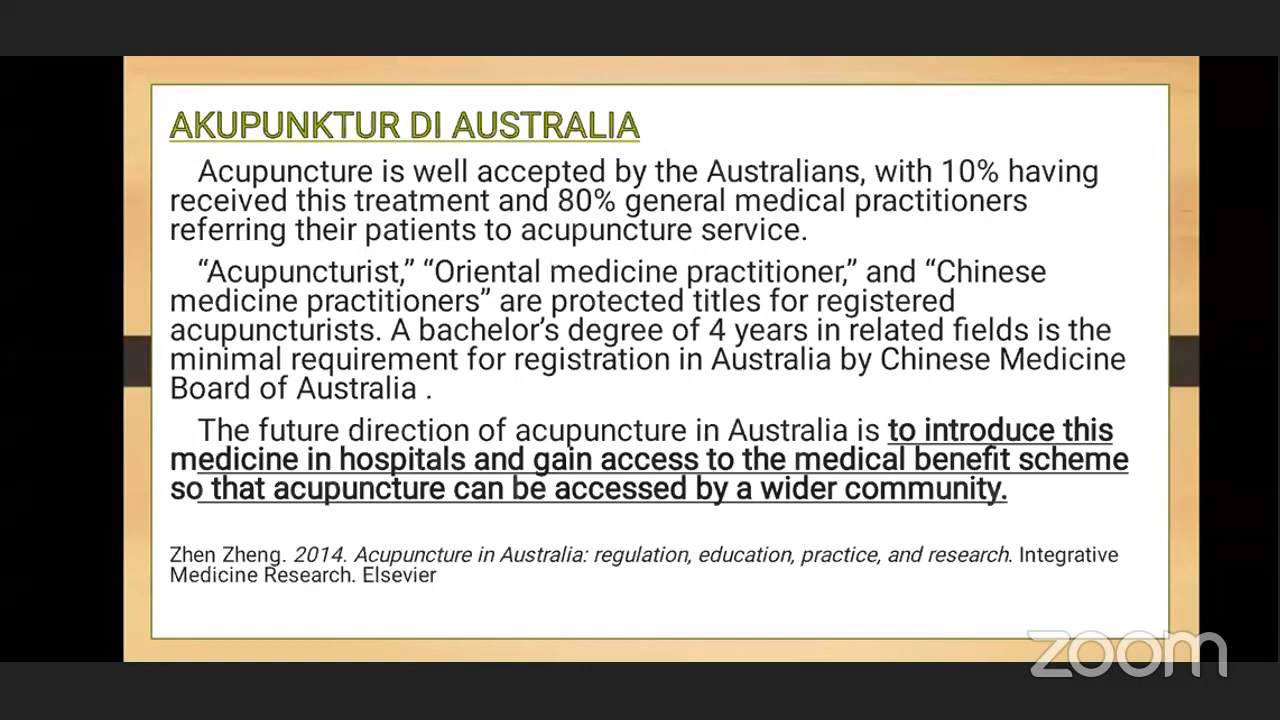 AKUPUNKTUR DI AUSTRALIA
Acupuncture is well accepted by the Australians, with 10% having
received this treatment and 80% general medical practitioners
referring their patients to acupuncture service.
“Acupuncturist,” “Oriental medicine practitioner,” and “Chinese
medicine practitioners” are protected titles for registered
acupuncturists. A bachelor’s degree of 4 years in related fields is the
minimal requirement for registration in Australia by Chinese Medicine
Board of Australia .
The future direction of acupuncture in Australia is to introduce this
medicine in hospitals and gain access to the medical benefit scheme
so that acupuncture can be accessed by a wider community.
Zhen Zheng. 2014. Acupuncture in Australia: regulation, education, practice, and research. Integrative
Medicine Research. Elsevier
zoom